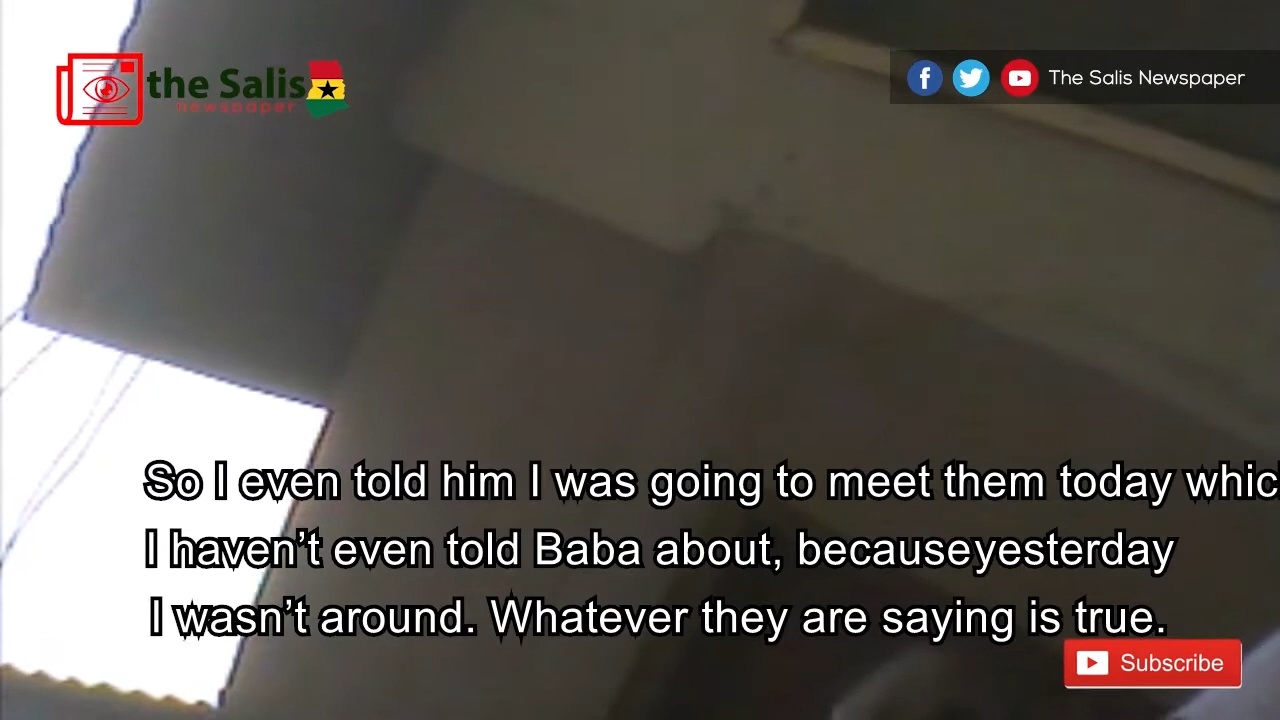 the Salis
newspaper
The Salis Newspaper
So I even told him I was going to meet them today whic
I haven’t even told Baba about, becauseyesterday
I wasn’t around. Whatever they are saying is true.
Subscribe